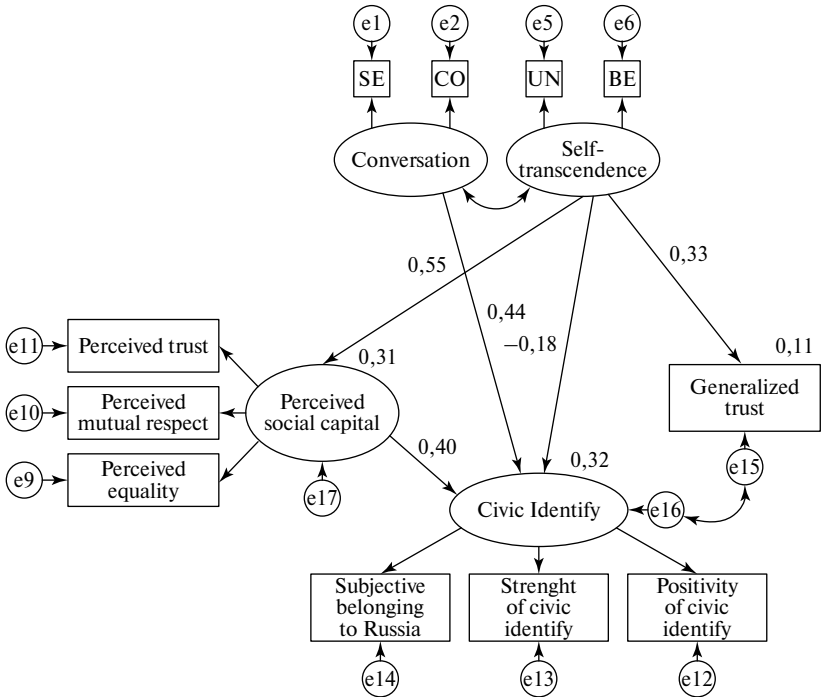 e1
e2
e5
e6
SE
CO
UN
BE
Conversation
Self-
transcendence
0,55
0,33
0,44
−0,18
e11
Perceived trust
0,31
0,11
e10
Perceived
mutual respect
Perceived
social capital
Generalized
trust
e9
Perceived
equality
0,40
0,32
e15
e17
Civic Identify
e16
Subjective
belonging
to Russia
Strenght
of civic
identify
Positivity
of civic
identify
e14
e13
e12